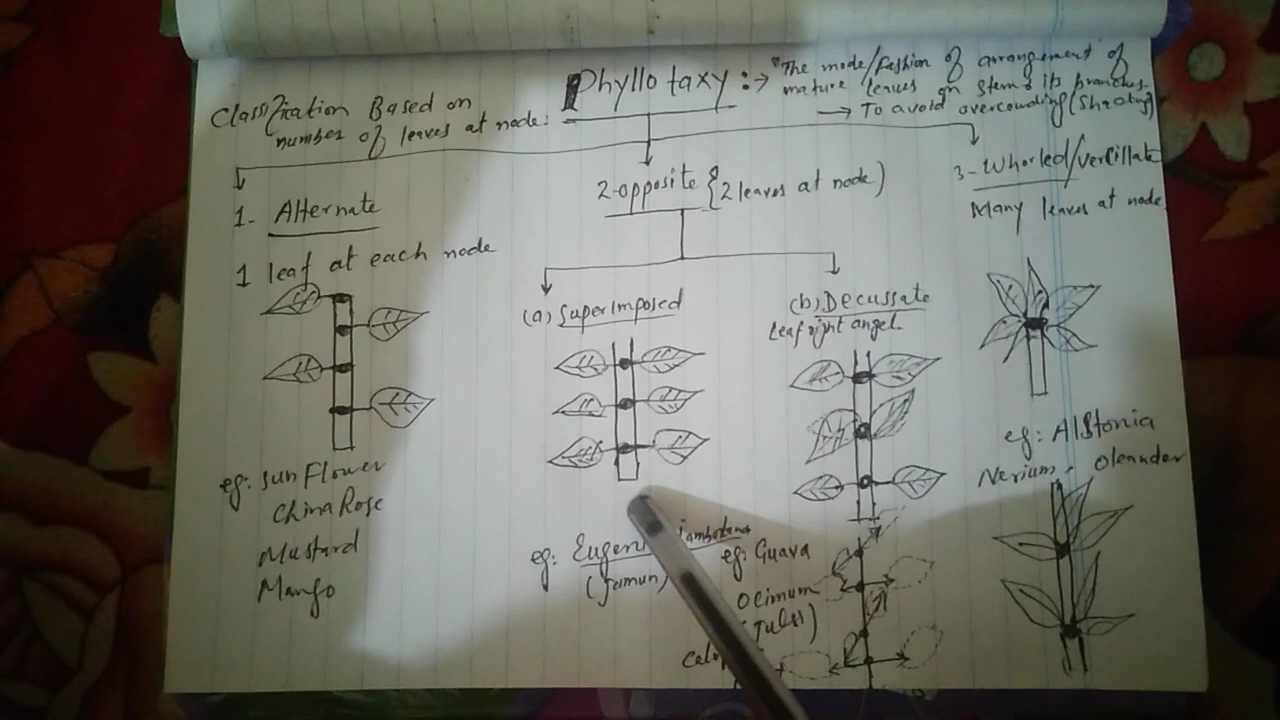 Phyllotaxy :→ "The mode/fashion of arrangement of
mature leaves on stem & its branches
→ To avoid overcouding (Shading)
Classification Based on
number of leaves at node:
1- Alternate
1 leaf at each node
eg: Sun Flower
China Rose
Mustard
Mango
2-opposite {2 leaves at node)
(a) Superimposed
eg: Eugeni
(Jamun)
(b) Decussate
Leaf right angel
eg: Guava
Ocimum
(Tulsi)
3- Whorled/Verticillate
Many leaves at node
eg: Alstonia
Nerium, Oleander